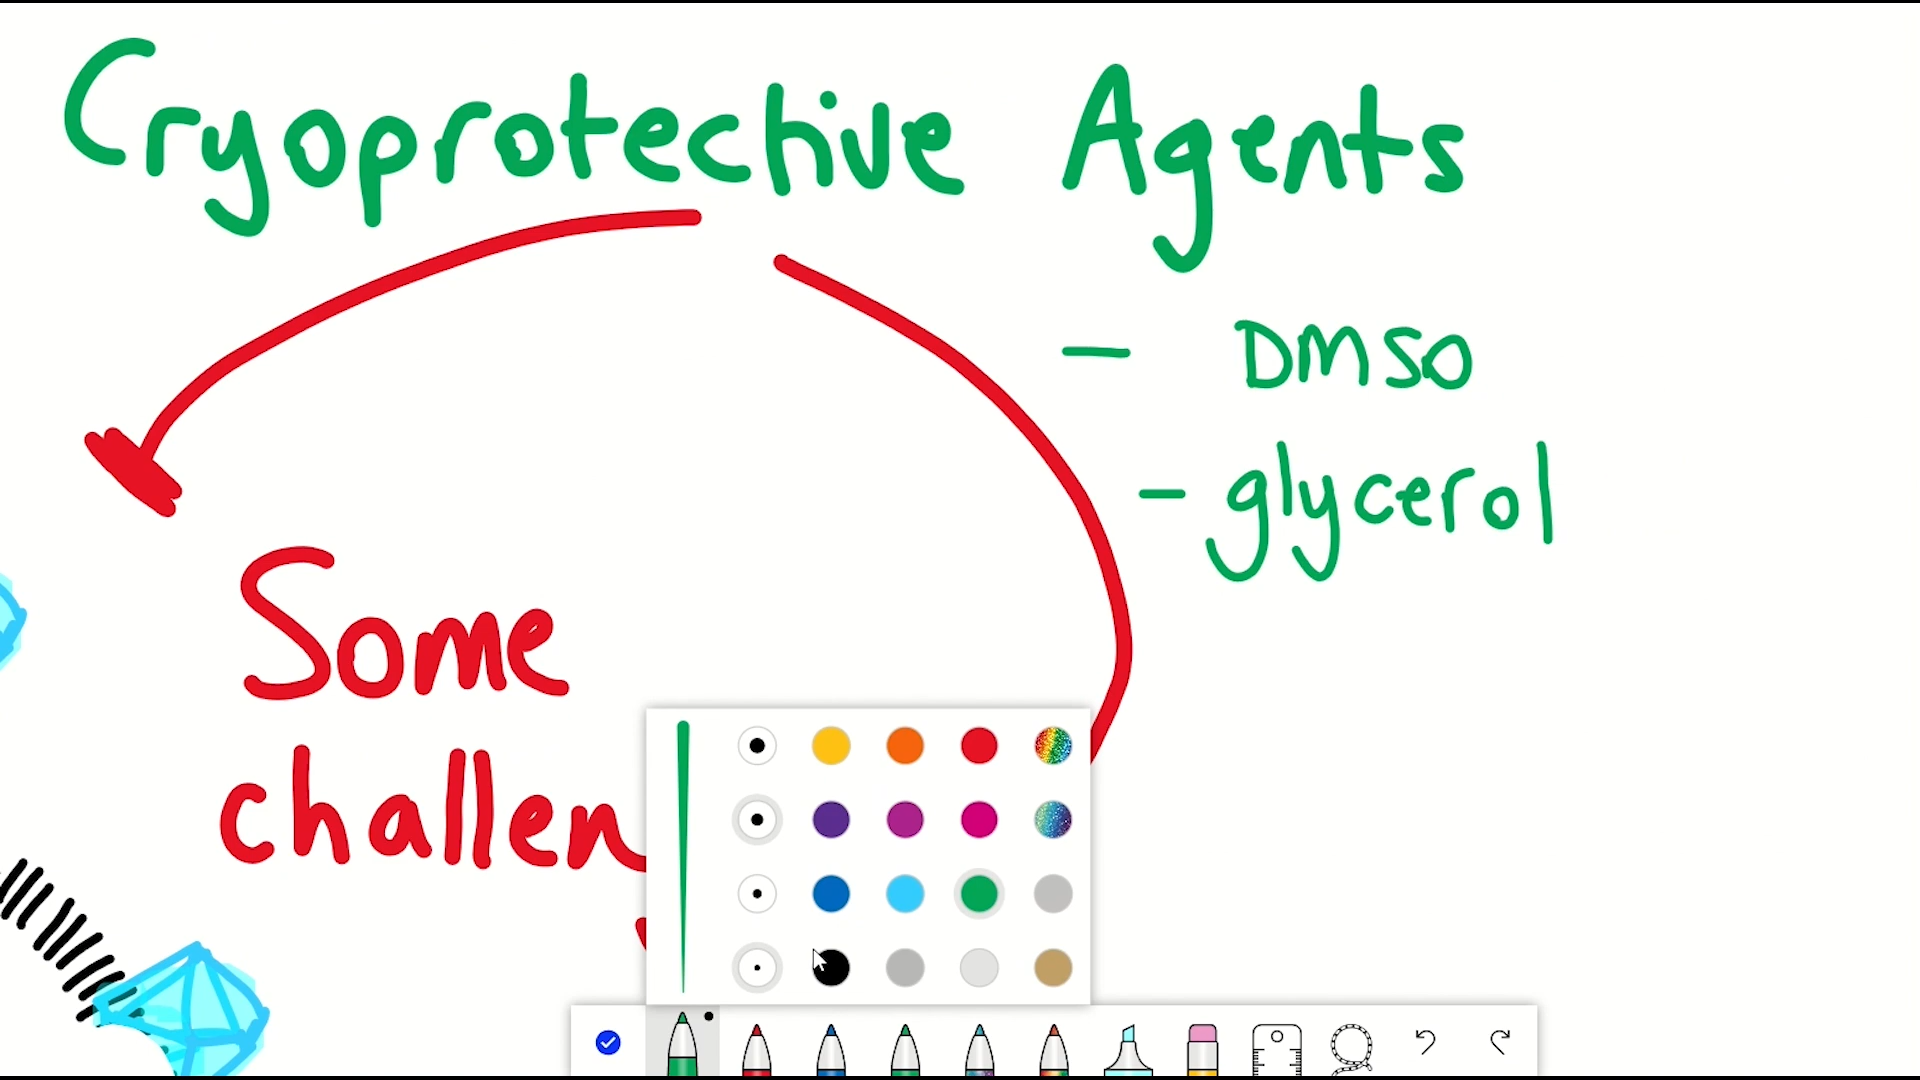 Cryoprotective Agents
- DMSO
- glycerol
Some
challen